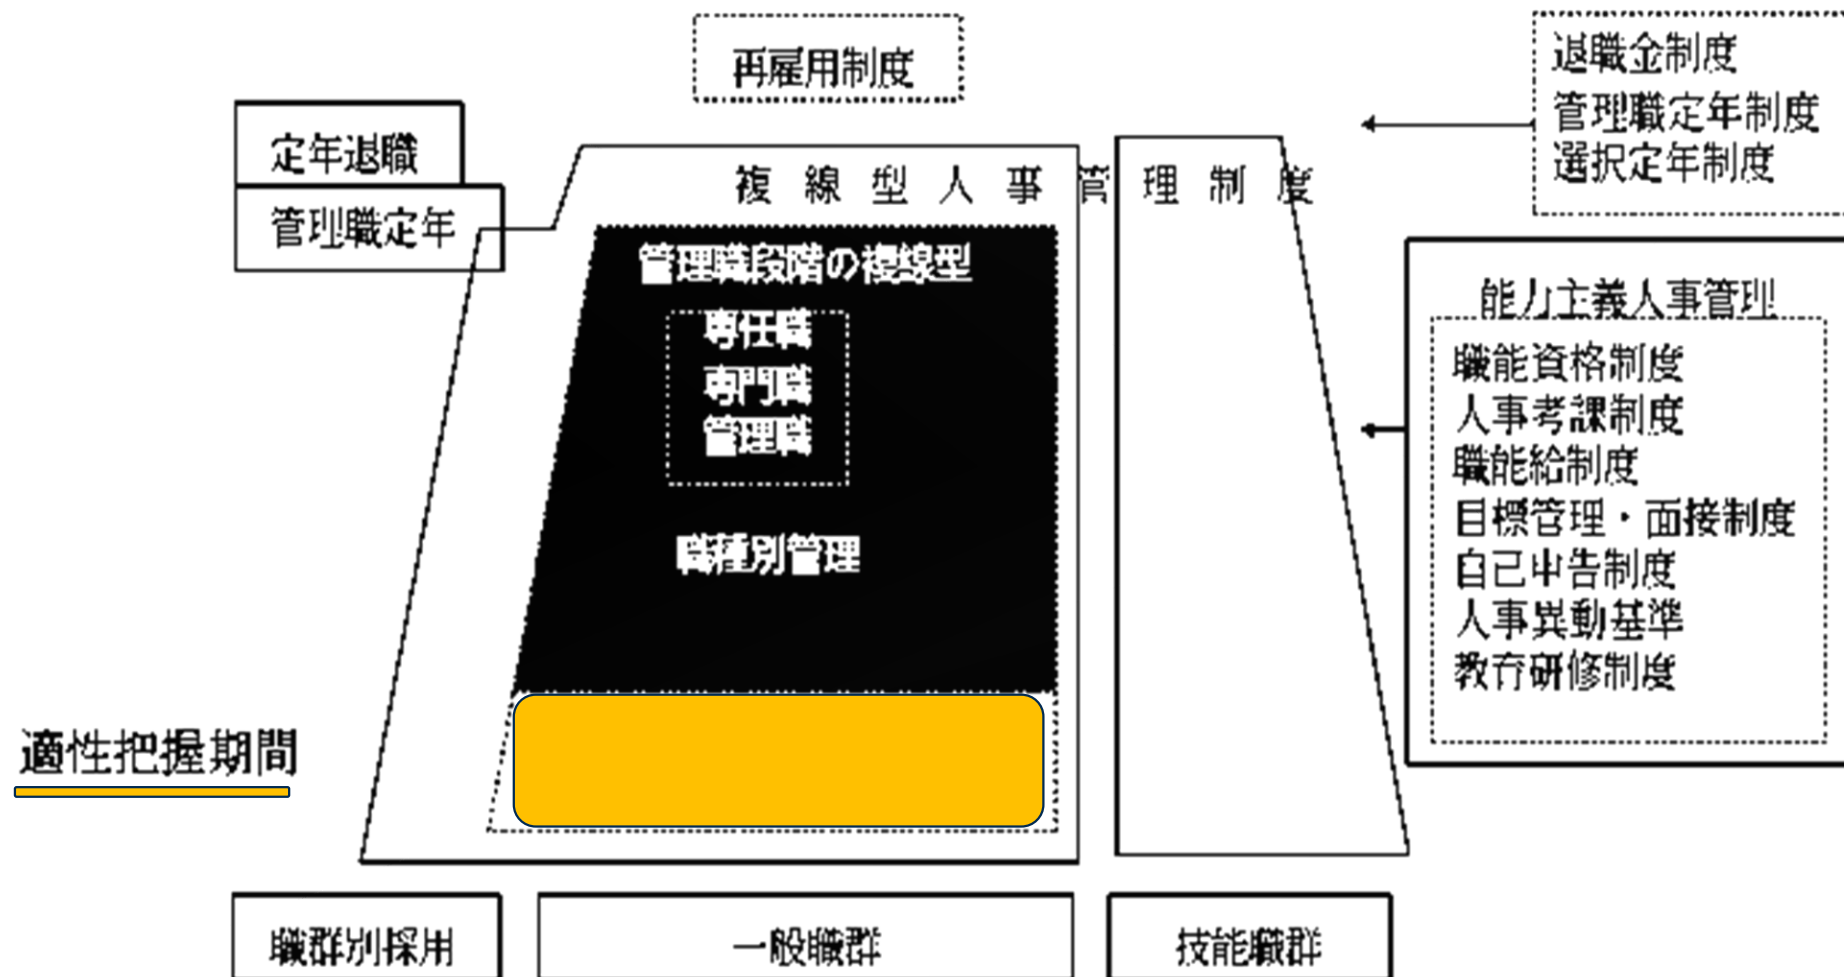 再雇用制度
退職金制度
管理職定年制度
選択定年制度
定年退職
管理職定年
複線型人事管理制度
管理職段階の複線型
専任職
専門職
管理職
職種別管理
能力主義人事管理
職能資格制度
人事考課制度
職能給制度
目標管理・面接制度
自己申告制度
人事異動基準
教育研修制度
適性把握期間
職群別採用
一般職群
技能職群